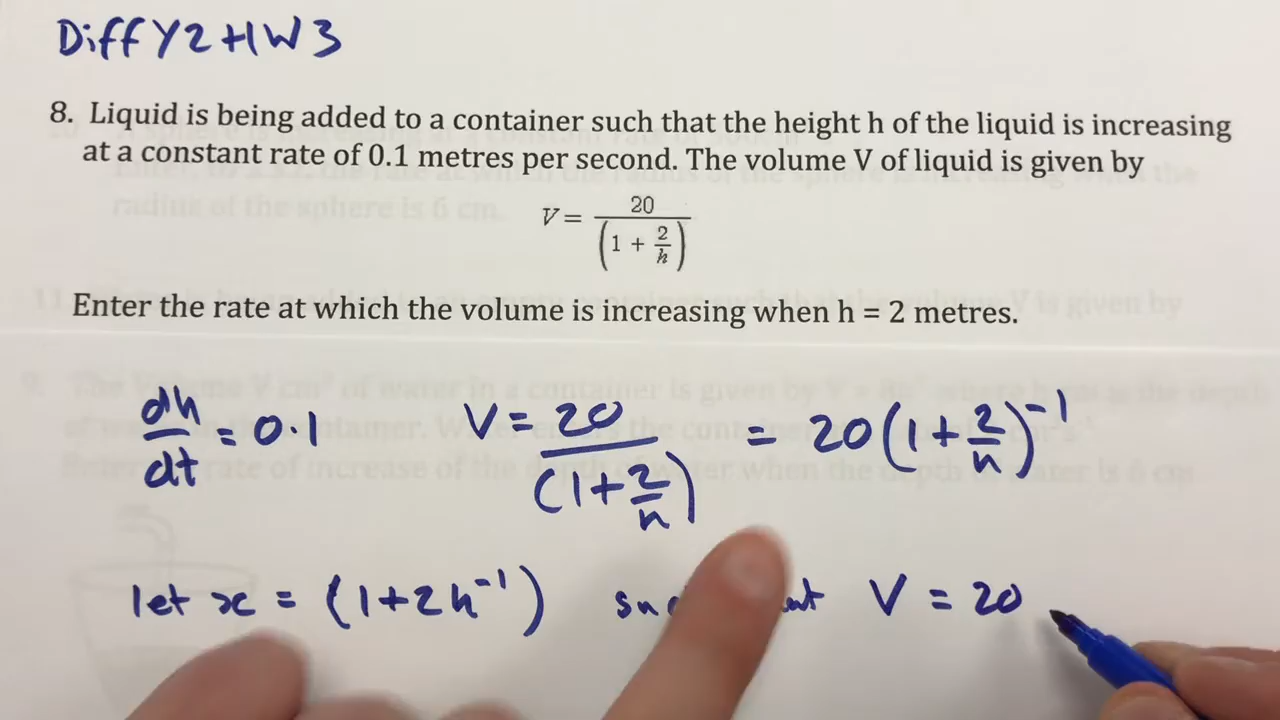 Diff Y2 HW 3
8. Liquid is being added to a container such that the height h of the liquid is increasing
at a constant rate of 0.1 metres per second. The volume V of liquid is given by
V = 20 / (1 + 2/h)
Enter the rate at which the volume is increasing when h = 2 metres.
dh/dt = 0.1 V = 20/(1+2/h) = 20(1+2/h)⁻¹
let x = (1+2h⁻¹) V = 20